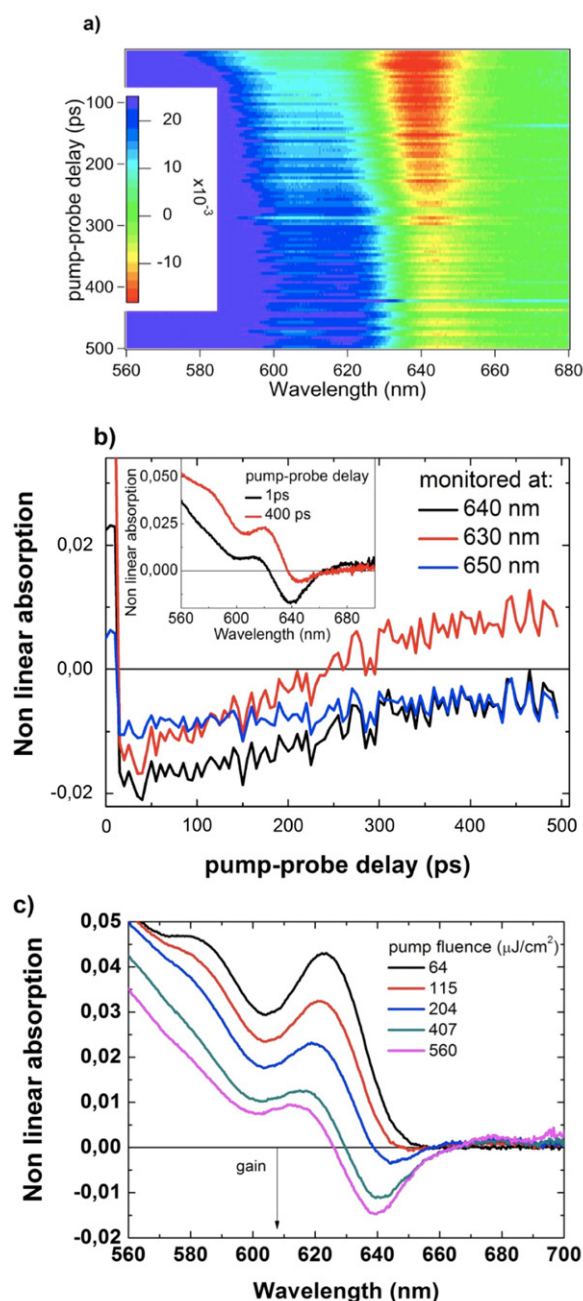 a)
pump-probe delay (ps)
100
200
300
400
500
20
10
0
-10
x10⁻³
560
580
600
620
640
660
680
Wavelength (nm)
b)
Non linear absorption
0,02
0,00
-0,02
0,050
0,025
0,000
Non linear absorption
pump-probe delay
1ps
400 ps
560
600
640
680
Wavelength (nm)
monitored at:
640 nm
630 nm
650 nm
0
100
200
300
400
500
pump-probe delay (ps)
c)
Non linear absorption
0,05
0,04
0,03
0,02
0,01
0,00
-0,01
-0,02
pump fluence (μJ/cm²)
64
115
204
407
560
gain
560
580
600
620
640
660
680
700
Wavelength (nm)